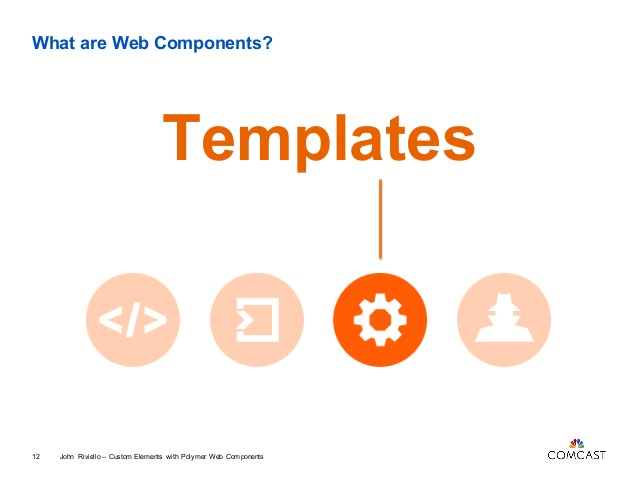 What are Web Components?
Templates
</>
12 John Riviello – Custom Elements with Polymer Web Components
COMCAST